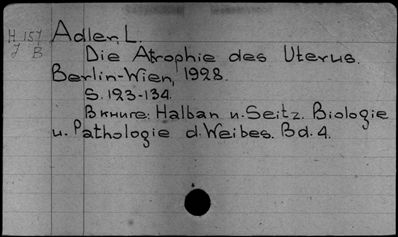 H 157
J B
Adler, L.
Die Atrophie des Uterus.
Berlin-Wien, 1928.
S. 123-134.
В книге: Halban u. Seitz. Biologie
u. Pathologie d. Weibes. Bd. 4.